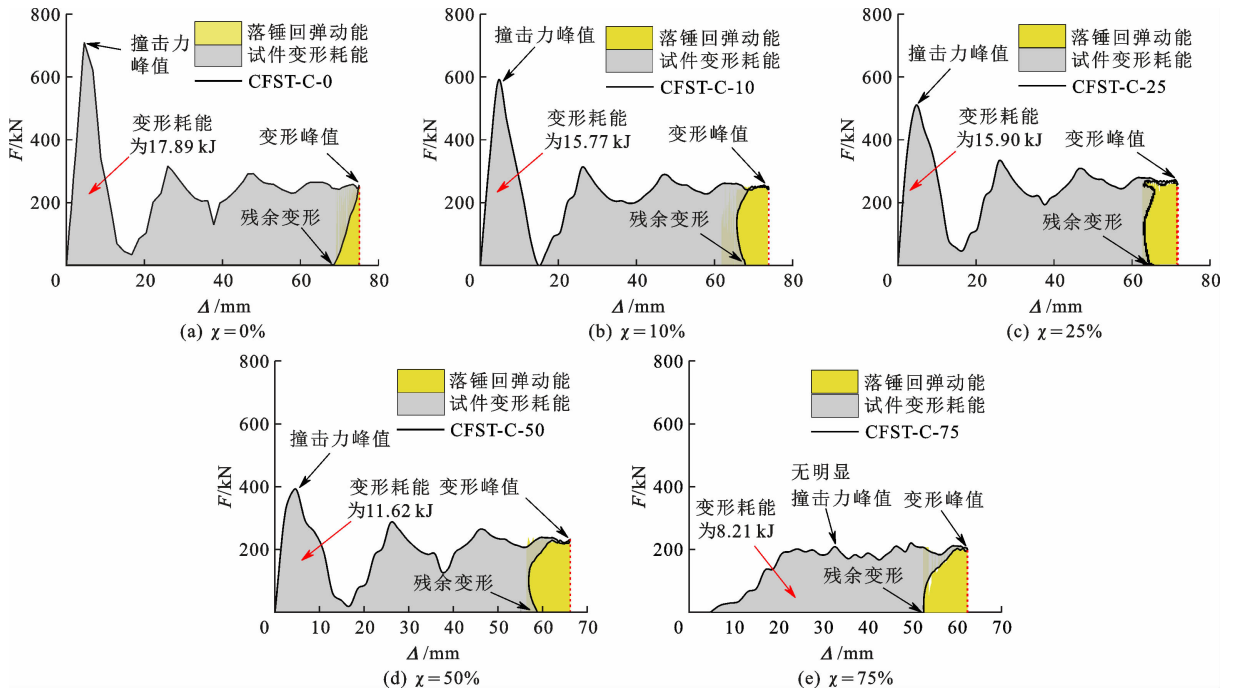 800
600
400
200
F/kN
撞击力
峰值
落锤回弹动能
试件变形耗能
CFST-C-0
变形耗能
为17.89 kJ
变形峰值
残余变形
0
20
40
60
80
Δ/mm
(a) χ=0%
800
600
400
200
F/kN
撞击力峰值
落锤回弹动能
试件变形耗能
CFST-C-10
变形耗能
为15.77 kJ
变形峰值
残余变形
0
20
40
60
80
Δ/mm
(b) χ=10%
800
600
400
200
F/kN
撞击力峰值
落锤回弹动能
试件变形耗能
CFST-C-25
变形耗能
为15.90 kJ
变形峰值
残余变形
0
20
40
60
80
Δ/mm
(c) χ=25%
800
600
400
200
F/kN
落锤回弹动能
试件变形耗能
CFST-C-50
撞击力峰值
变形耗能
为11.62 kJ
变形峰值
残余变形
0
10
20
30
40
50
60
70
Δ/mm
(d) χ=50%
800
600
400
200
F/kN
落锤回弹动能
试件变形耗能
CFST-C-75
无明显
撞击力峰值
变形耗能
为8.21 kJ
变形峰值
残余变形
0
10
20
30
40
50
60
70
Δ/mm
(e) χ=75%